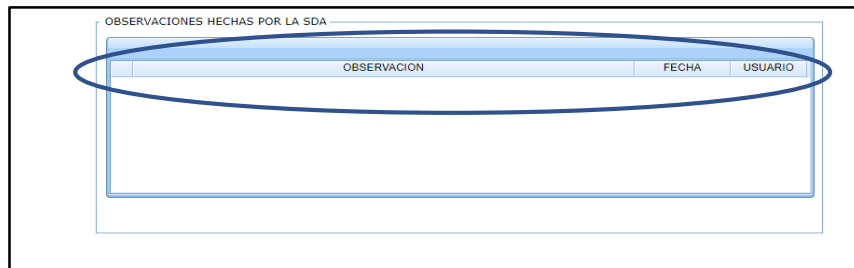 OBSERVACIONES HECHAS POR LA SDA
OBSERVACION FECHA USUARIO